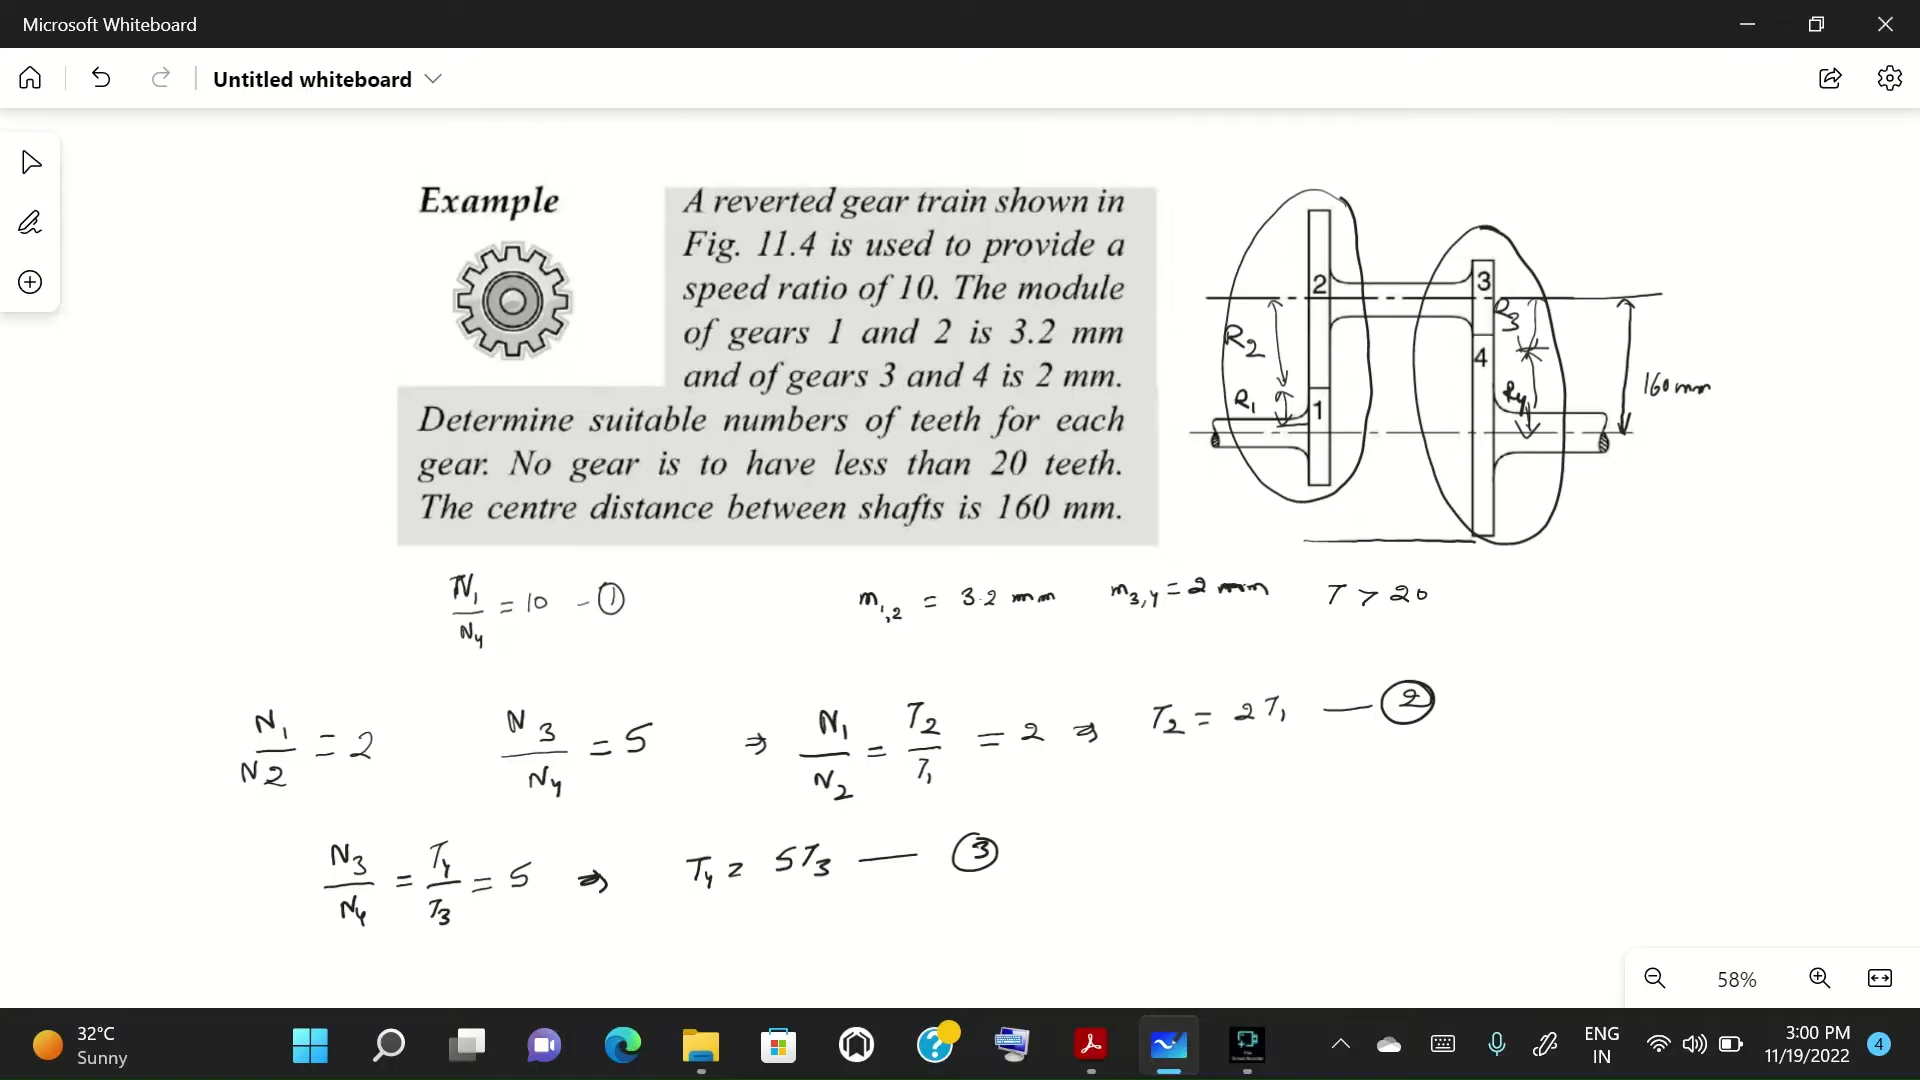 Microsoft Whiteboard
Untitled whiteboard
Example
A reverted gear train shown in
Fig. 11.4 is used to provide a
speed ratio of 10. The module
of gears 1 and 2 is 3.2 mm
and of gears 3 and 4 is 2 mm.
Determine suitable numbers of teeth for each
gear. No gear is to have less than 20 teeth.
The centre distance between shafts is 160 mm.
2
3
R3
R2
4
160 mm
R1
1
R4
N1/N4 = 10 - ①
m1,2 = 3.2 mm
m3,4 = 2 mm
T > 20
N1/N2 = 2
N3/N4 = 5
⇒ N1/N2 = T2/T1 = 2 ⇒ T2 = 2T1 — ②
N3/N4 = T4/T3 = 5 ⇒ T4 = 5T3 — ③
58%
32°C
Sunny
ENG
IN
3:00 PM
11/19/2022
4